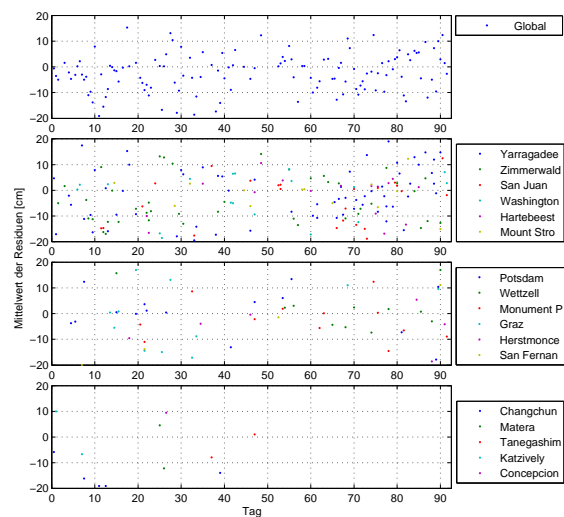 20
10
0
−10
−20
0 10 20 30 40 50 60 70 80 90
Global
20
10
0
−10
−20
0 10 20 30 40 50 60 70 80 90
Yarragadee
Zimmerwald
San Juan
Washington
Hartebeest
Mount Stro
Mittelwert der Residuen [cm]
20
10
0
−10
−20
0 10 20 30 40 50 60 70 80 90
Potsdam
Wettzell
Monument P
Graz
Herstmonce
San Fernan
20
10
0
−10
−20
0 10 20 30 40 50 60 70 80 90
Tag
Changchun
Matera
Tanegashim
Katzively
Concepcion